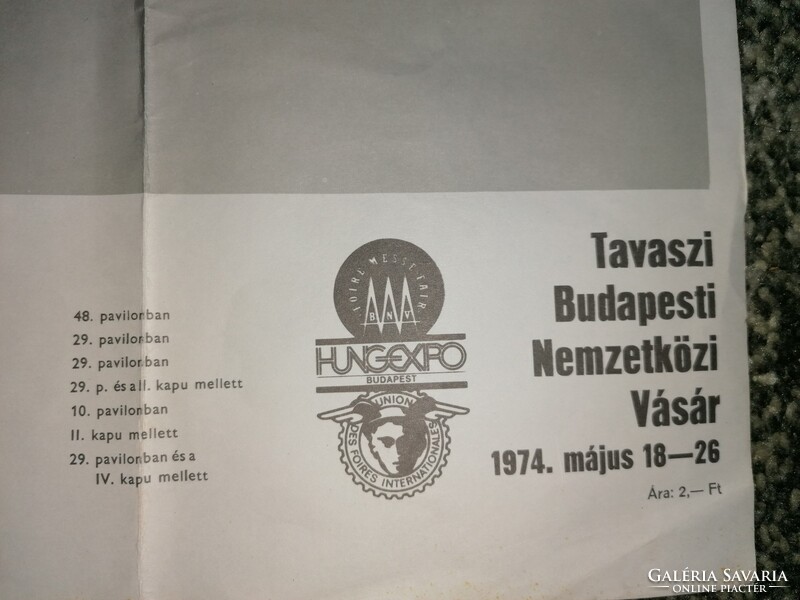 48. pavilonban
29. pavilonban
29. pavilonban
29. p. és a II. kapu mellett
10. pavilonban
II. kapu mellett
29. pavilonban és a
IV. kapu mellett
FOIRE MESSE FAIR
BNV
HUNGEXPO
BUDAPEST
UNION
DES FOIRES INTERNATIONALES
Tavaszi
Budapesti
Nemzetközi
Vásár
1974. május 18—26
Ára: 2,— Ft
GALÉRIA SAVARIA
ONLINE PIACTÉR